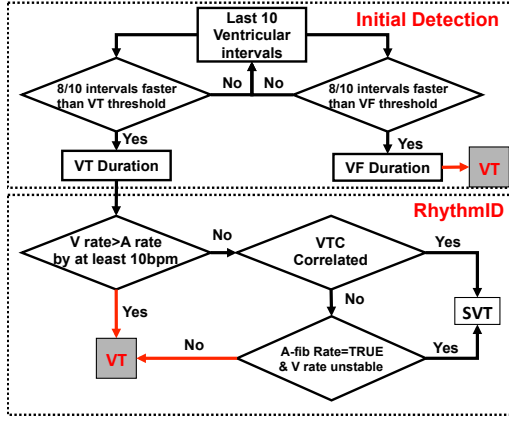 Last 10
Ventricular
intervals
Initial Detection
8/10 intervals faster
than VT threshold
No
No
8/10 intervals faster
than VF threshold
Yes
Yes
VT Duration
VF Duration
VT
RhythmID
V rate>A rate
by at least 10bpm
No
VTC
Correlated
Yes
Yes
No
SVT
VT
No
A-fib Rate=TRUE
& V rate unstable
Yes